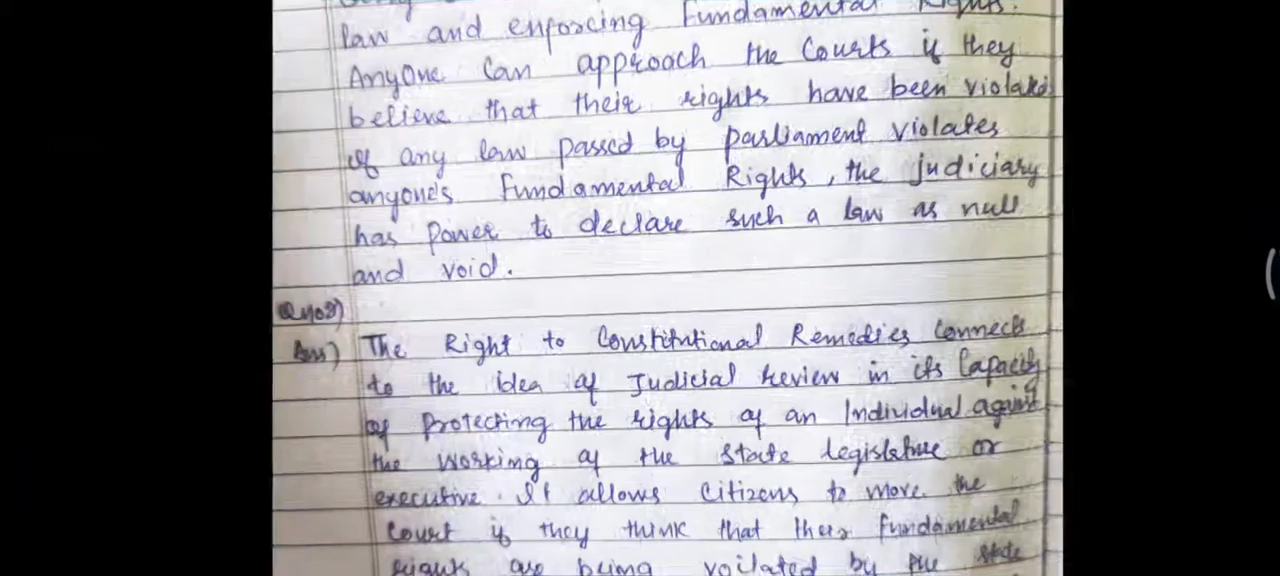 law and enforcing Fundamental Rights.
Anyone can approach the Courts if they
believe that their rights have been violated
if any law passed by parliament violates
anyone's Fundamental Rights, the judiciary
has power to declare such a law as null
and void.
Ans) The Right to Constitutional Remedies connects
to the idea of Judicial review in its Capacity
of Protecting the rights of an Individual against
the working of the state legislature or
executive. It allows citizens to move the
Court if they think that their fundamental
rights are being voilated by the state